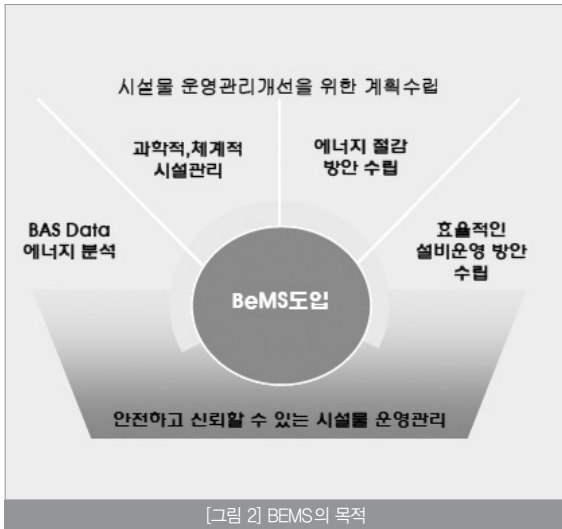 시설물 운영관리개선을 위한 계획수립
과학적,체계적
시설관리
에너지 절감
방안 수립
BAS Data
에너지 분석
효율적인
설비운영 방안
수립
BeMS도입
안전하고 신뢰할 수 있는 시설물 운영관리
[그림 2] BEMS의 목적